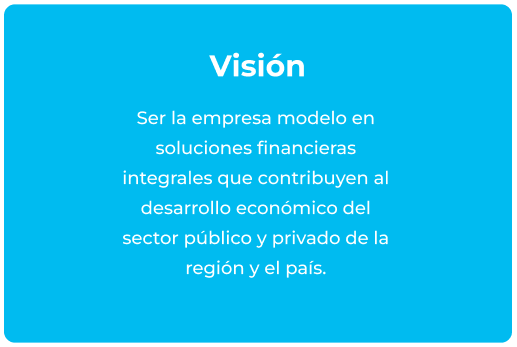 Visión
Ser la empresa modelo en
soluciones financieras
integrales que contribuyen al
desarrollo económico del
sector público y privado de la
región y el país.